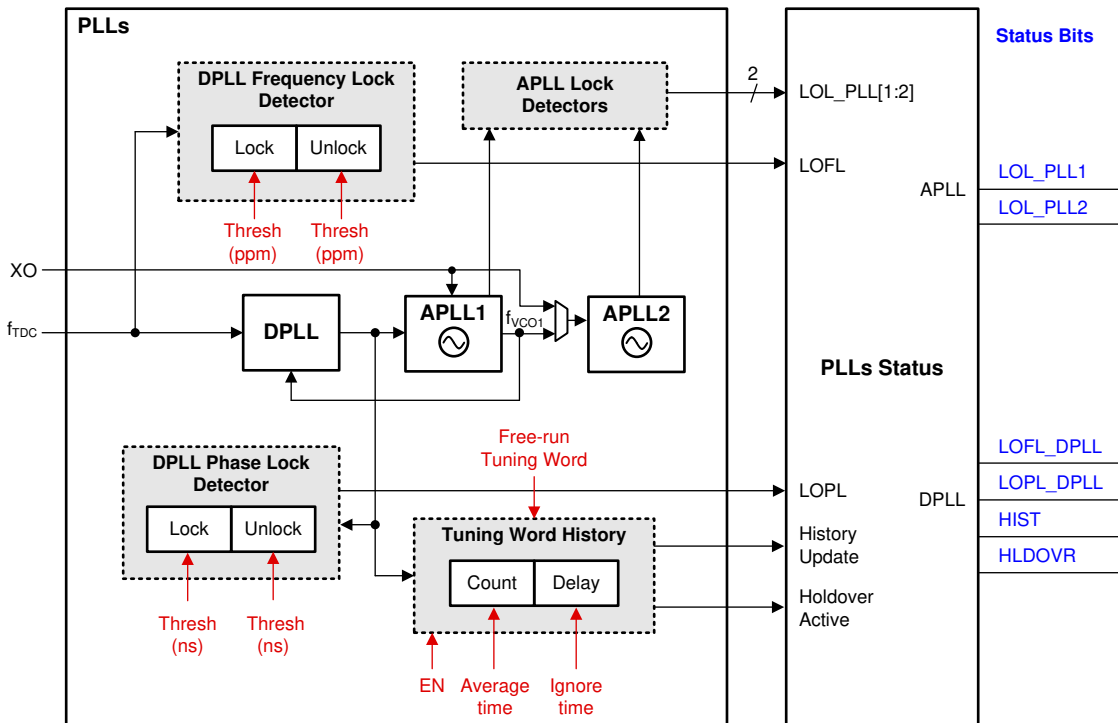 PLLs
Status Bits
DPLL Frequency Lock
Detector
Lock
Unlock
Thresh
(ppm)
Thresh
(ppm)
APLL Lock
Detectors
2
LOL_PLL[1:2]
LOFL
APLL
LOL_PLL1
LOL_PLL2
XO
fTDC
DPLL
APLL1
fVCO1
APLL2
PLLs Status
Free-run
Tuning Word
DPLL Phase Lock
Detector
Lock
Unlock
Thresh
(ns)
Thresh
(ns)
Tuning Word History
Count
Delay
EN
Average
time
Ignore
time
LOPL
History
Update
Holdover
Active
DPLL
LOFL_DPLL
LOPL_DPLL
HIST
HLDOVR